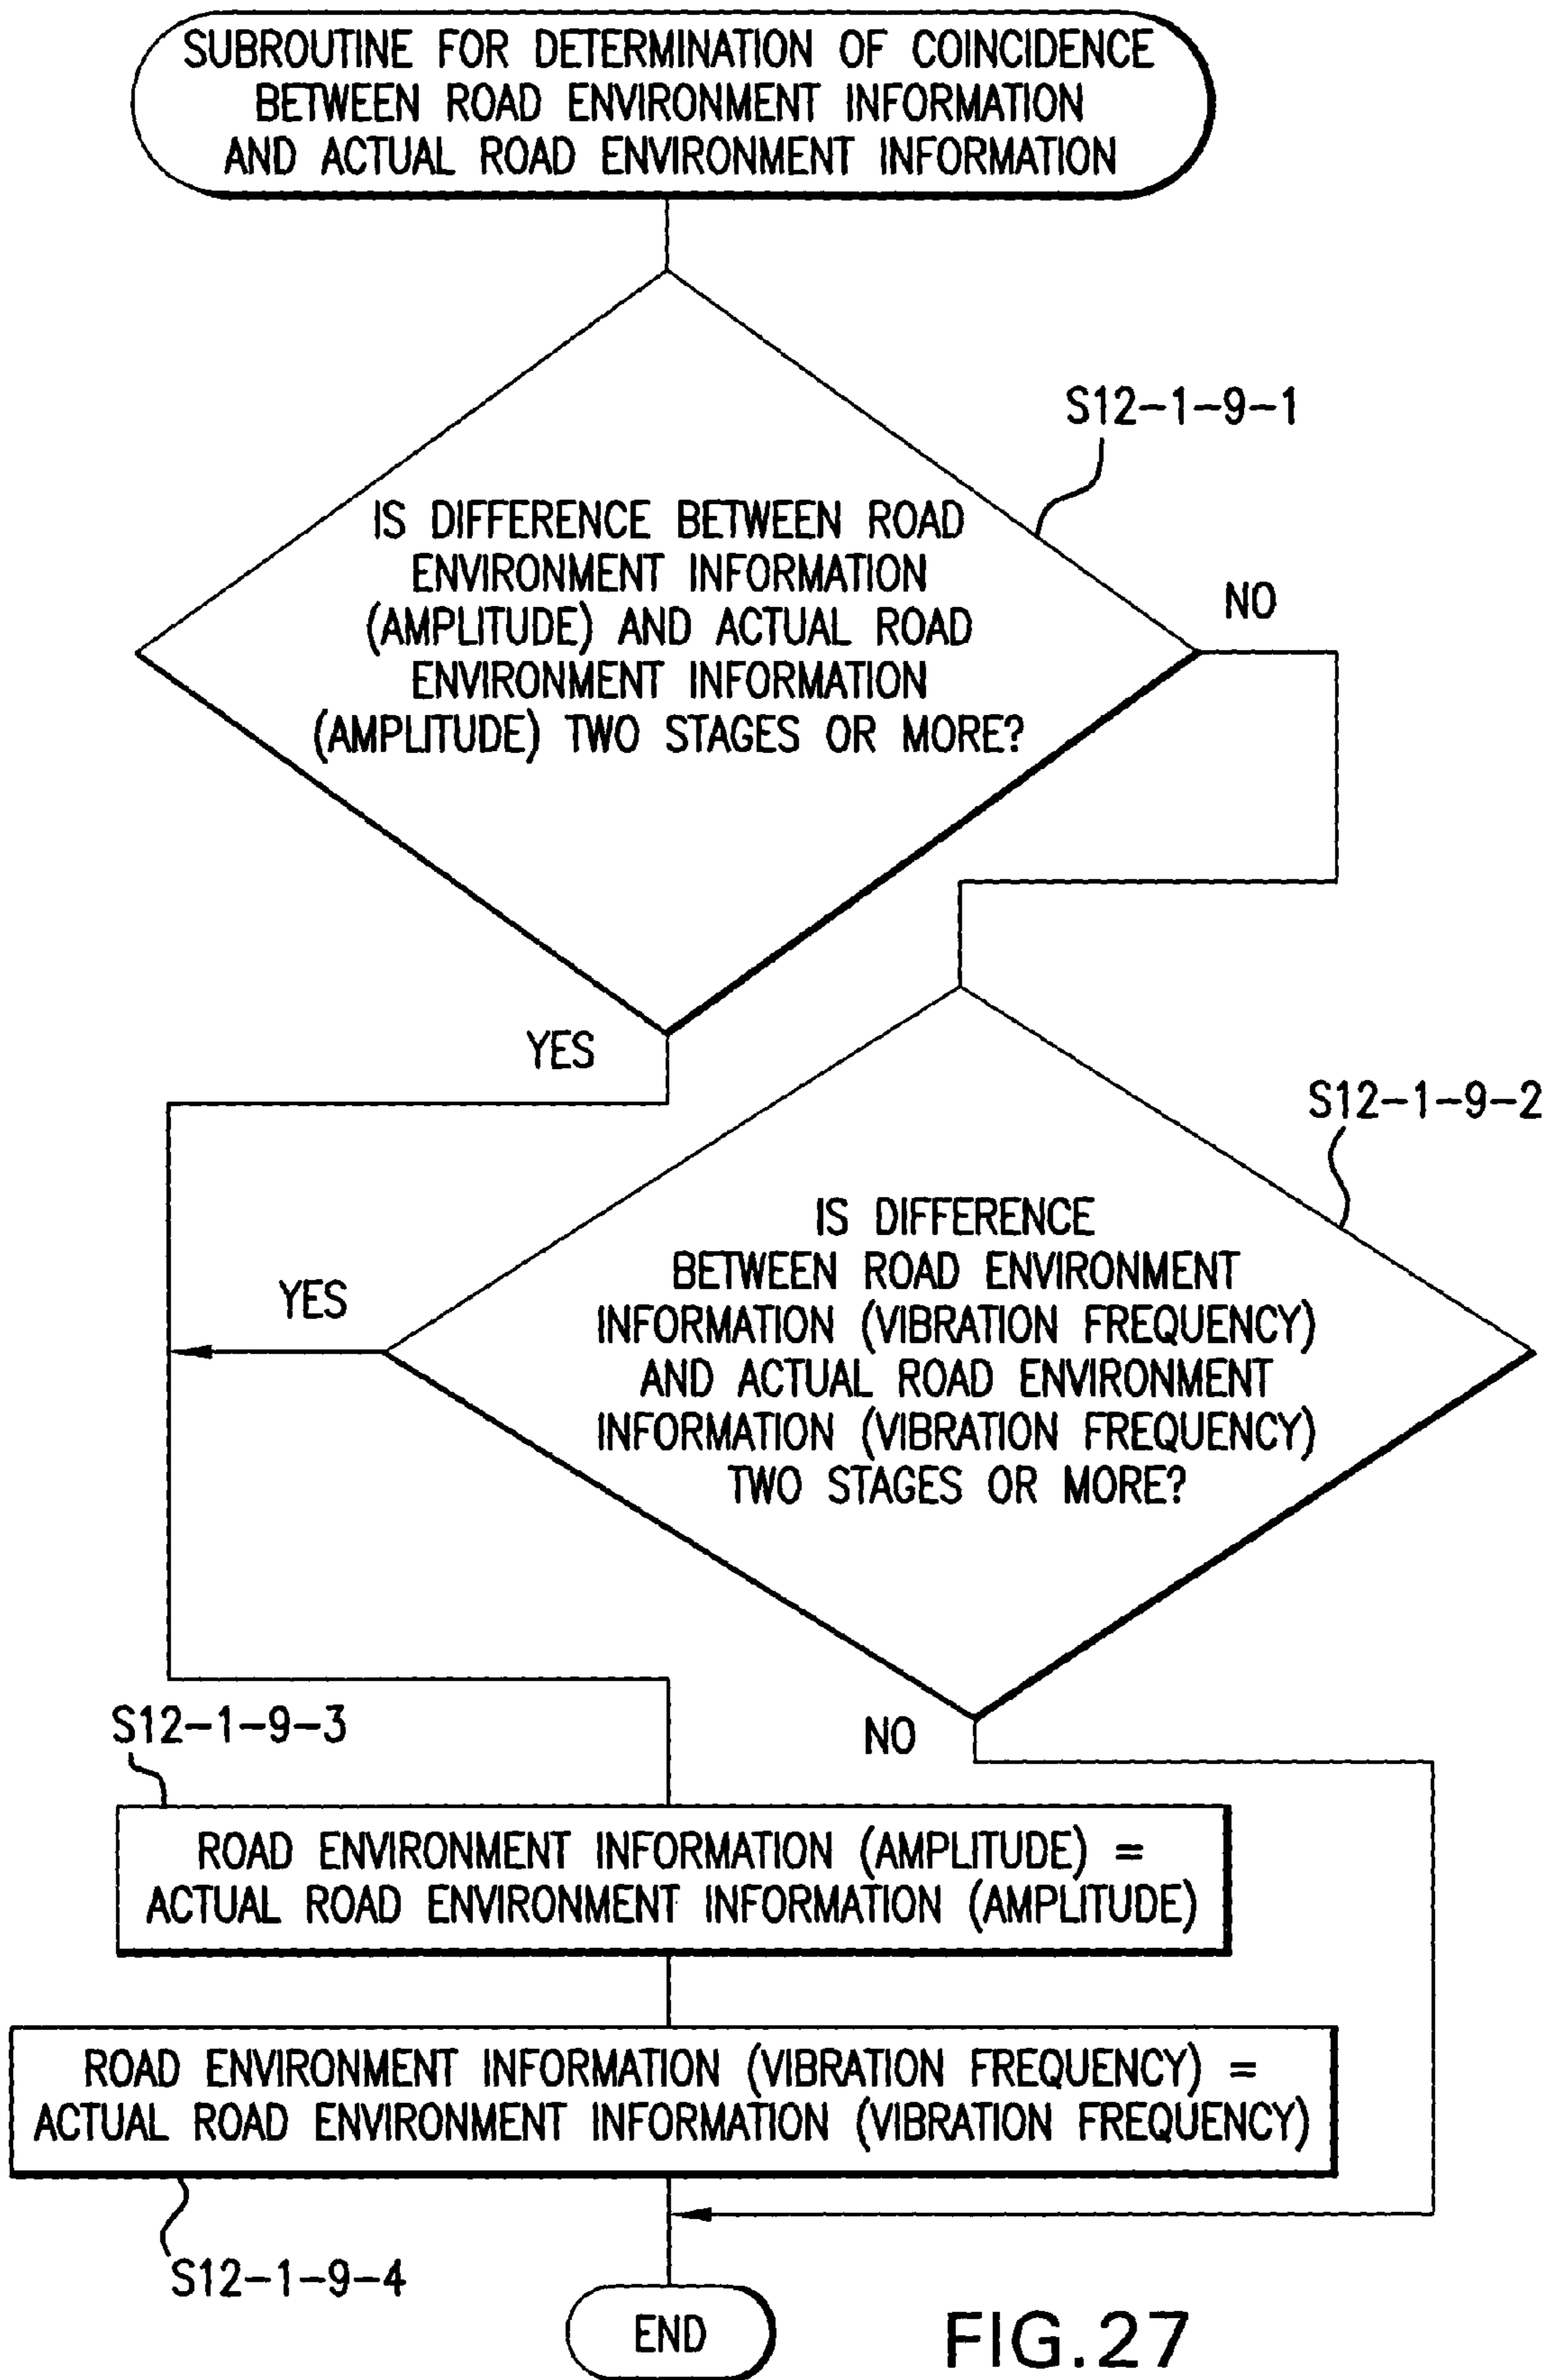 SUBROUTINE FOR DETERMINATION OF COINCIDENCE
BETWEEN ROAD ENVIRONMENT INFORMATION
AND ACTUAL ROAD ENVIRONMENT INFORMATION
S12-1-9-1
IS DIFFERENCE BETWEEN ROAD
ENVIRONMENT INFORMATION
(AMPLITUDE) AND ACTUAL ROAD
ENVIRONMENT INFORMATION
(AMPLITUDE) TWO STAGES OR MORE?
NO
YES
S12-1-9-2
IS DIFFERENCE
BETWEEN ROAD ENVIRONMENT
INFORMATION (VIBRATION FREQUENCY)
AND ACTUAL ROAD ENVIRONMENT
INFORMATION (VIBRATION FREQUENCY)
TWO STAGES OR MORE?
YES
NO
S12-1-9-3
ROAD ENVIRONMENT INFORMATION (AMPLITUDE) =
ACTUAL ROAD ENVIRONMENT INFORMATION (AMPLITUDE)
ROAD ENVIRONMENT INFORMATION (VIBRATION FREQUENCY) =
ACTUAL ROAD ENVIRONMENT INFORMATION (VIBRATION FREQUENCY)
S12-1-9-4
END
FIG.27